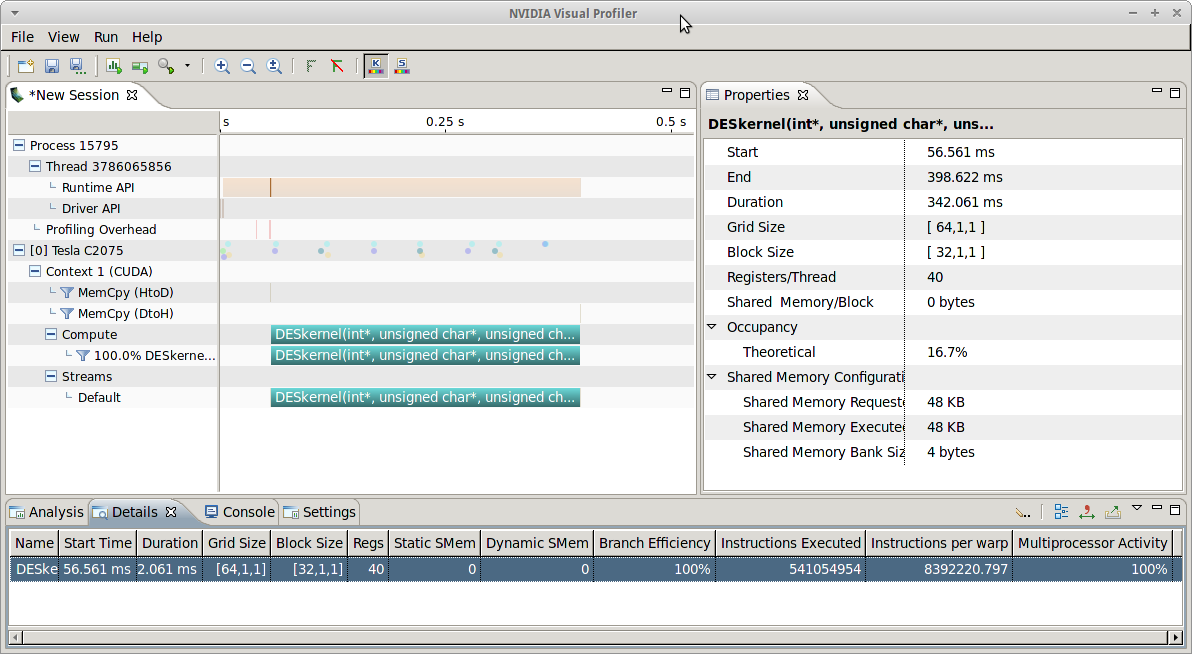 NVIDIA Visual Profiler
File View Run Help
K S
*New Session
s 0.25 s 0.5 s
Process 15795
Thread 3786065856
Runtime API
Driver API
Profiling Overhead
[0] Tesla C2075
Context 1 (CUDA)
MemCpy (HtoD)
MemCpy (DtoH)
Compute DESkernel(int*, unsigned char*, unsigned ch...
100.0% DESkerne... DESkernel(int*, unsigned char*, unsigned ch...
Streams
Default DESkernel(int*, unsigned char*, unsigned ch...
Properties
DESkernel(int*, unsigned char*, uns...
Start 56.561 ms
End 398.622 ms
Duration 342.061 ms
Grid Size [ 64,1,1 ]
Block Size [ 32,1,1 ]
Registers/Thread 40
Shared Memory/Block 0 bytes
Occupancy
Theoretical 16.7%
Shared Memory Configurati
Shared Memory Requeste 48 KB
Shared Memory Executed 48 KB
Shared Memory Bank Siz 4 bytes
Analysis Details Console Settings
Name Start Time Duration Grid Size Block Size Regs Static SMem Dynamic SMem Branch Efficiency Instructions Executed Instructions per warp Multiprocessor Activity
DESke 56.561 ms 2.061 ms [64,1,1] [32,1,1] 40 0 0 100% 541054954 8392220.797 100%